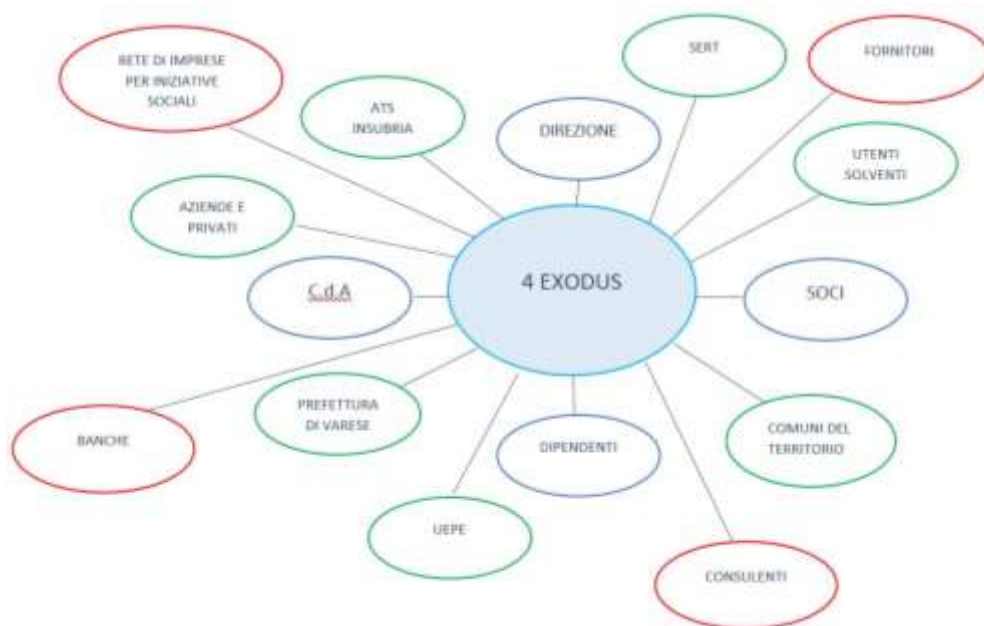 RETE DI IMPRESE
PER INIZIATIVE
SOCIALI
ATS
INSUBRIA
DIREZIONE
SERT
FORNITORI
UTENTI
SOLVENTI
AZIENDE E
PRIVATI
C.d.A
4 EXODUS
SOCI
BANCHE
PREFETTURA
DI VARESE
DIPENDENTI
COMUNI DEL
TERRITORIO
UEPE
CONSULENTI